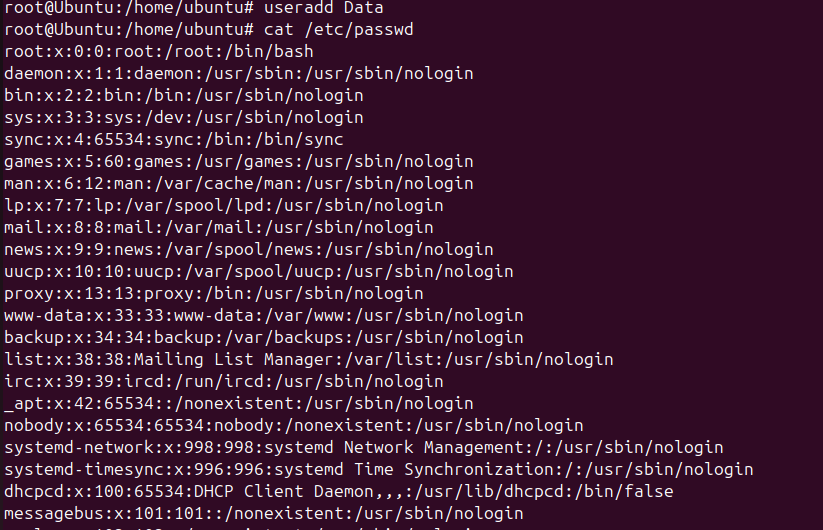 root@Ubuntu:/home/ubuntu# useradd Data
root@Ubuntu:/home/ubuntu# cat /etc/passwd
root:x:0:0:root:/root:/bin/bash
daemon:x:1:1:daemon:/usr/sbin:/usr/sbin/nologin
bin:x:2:2:bin:/bin:/usr/sbin/nologin
sys:x:3:3:sys:/dev:/usr/sbin/nologin
sync:x:4:65534:sync:/bin:/bin/sync
games:x:5:60:games:/usr/games:/usr/sbin/nologin
man:x:6:12:man:/var/cache/man:/usr/sbin/nologin
lp:x:7:7:lp:/var/spool/lpd:/usr/sbin/nologin
mail:x:8:8:mail:/var/mail:/usr/sbin/nologin
news:x:9:9:news:/var/spool/news:/usr/sbin/nologin
uucp:x:10:10:uucp:/var/spool/uucp:/usr/sbin/nologin
proxy:x:13:13:proxy:/bin:/usr/sbin/nologin
www-data:x:33:33:www-data:/var/www:/usr/sbin/nologin
backup:x:34:34:backup:/var/backups:/usr/sbin/nologin
list:x:38:38:Mailing List Manager:/var/list:/usr/sbin/nologin
irc:x:39:39:ircd:/run/ircd:/usr/sbin/nologin
_apt:x:42:65534::/nonexistent:/usr/sbin/nologin
nobody:x:65534:65534:nobody:/nonexistent:/usr/sbin/nologin
systemd-network:x:998:998:systemd Network Management:/:/usr/sbin/nologin
systemd-timesync:x:996:996:systemd Time Synchronization:/:/usr/sbin/nologin
dhcpcd:x:100:65534:DHCP Client Daemon,,,:/usr/lib/dhcpcd:/bin/false
messagebus:x:101:101::/nonexistent:/usr/sbin/nologin